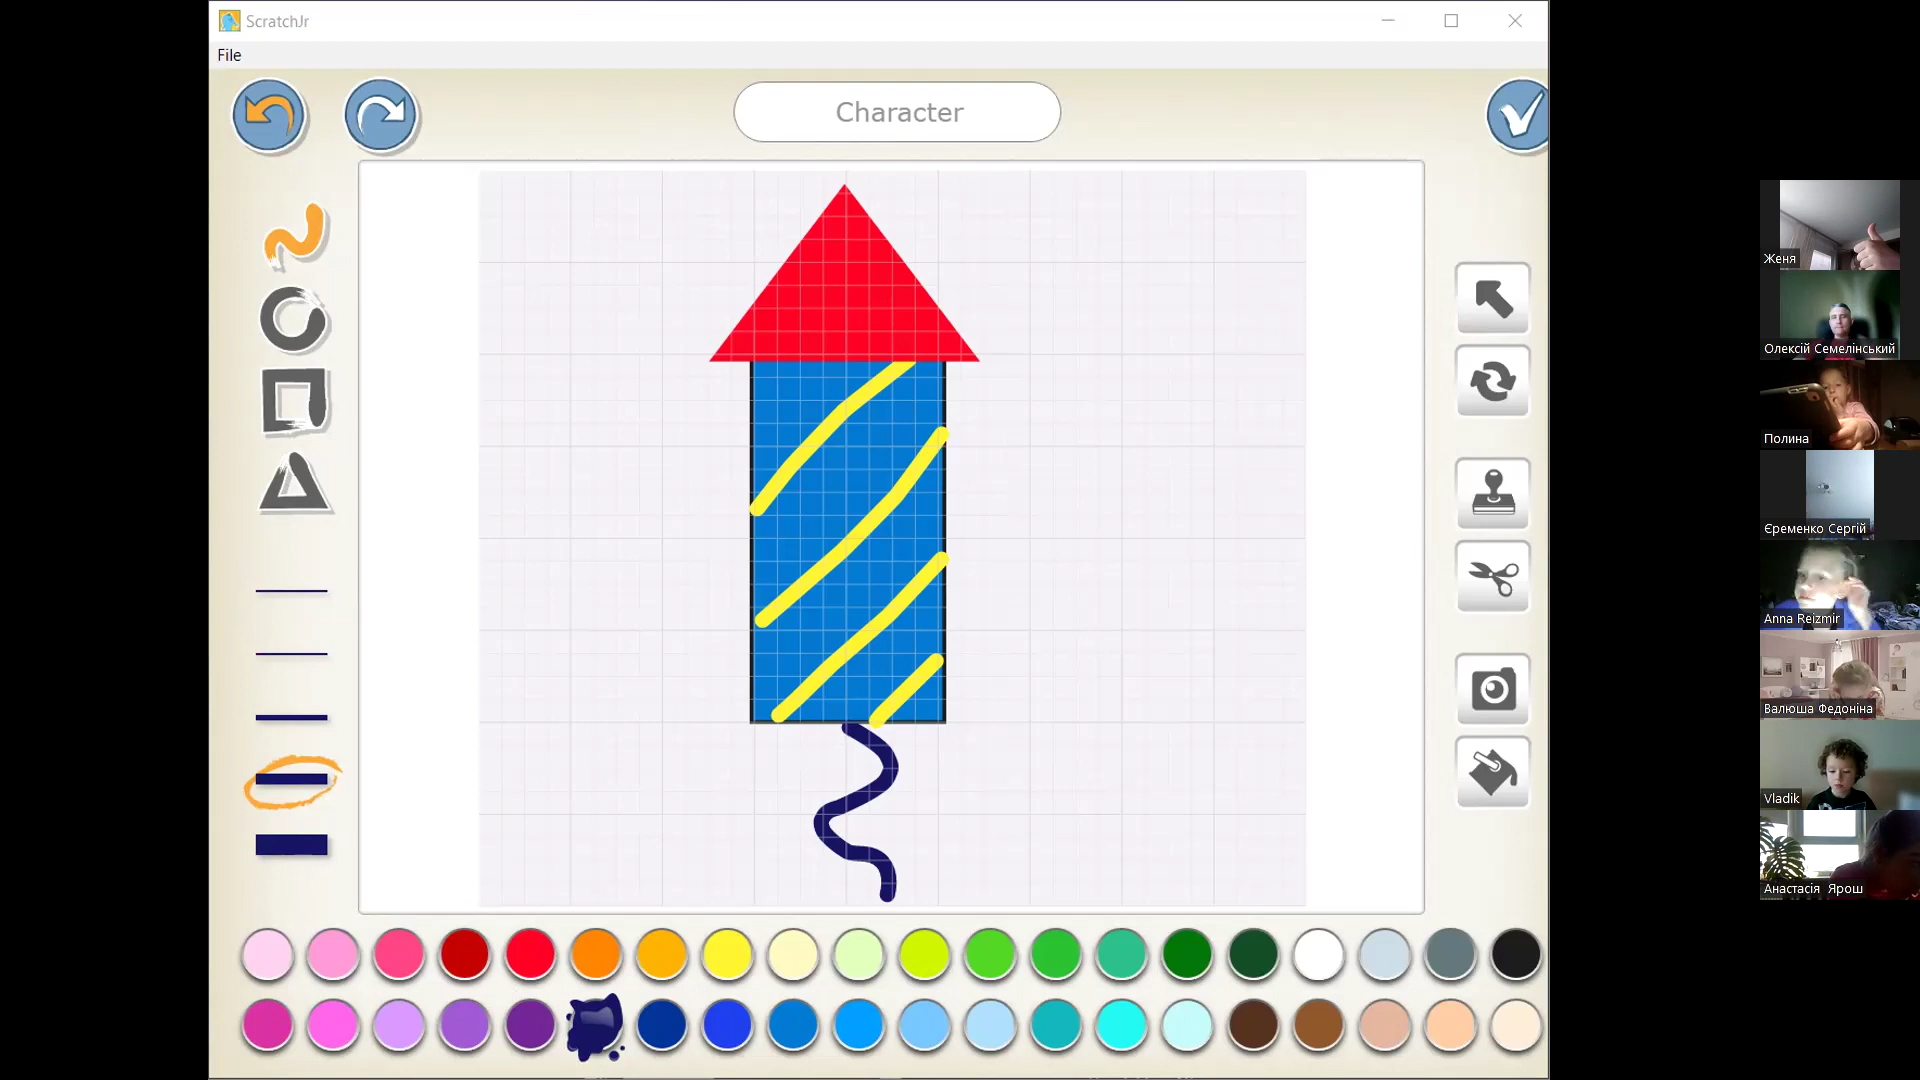 ScratchJr
File
Character
Женя
Олексій Семелінський
Полина
Єременко Сергій
Anna Reizmir
Валюша Федоніна
Vladik
Анастасія Ярош